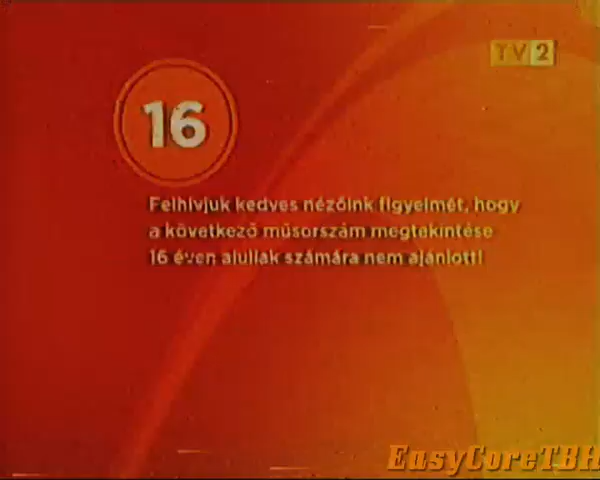 TV2
16
Felhívjuk kedves nézőink figyelmét, hogy
a következő műsorszám megtekintése
16 éven aluliak számára nem ajánlott!
EasyCoreTBH